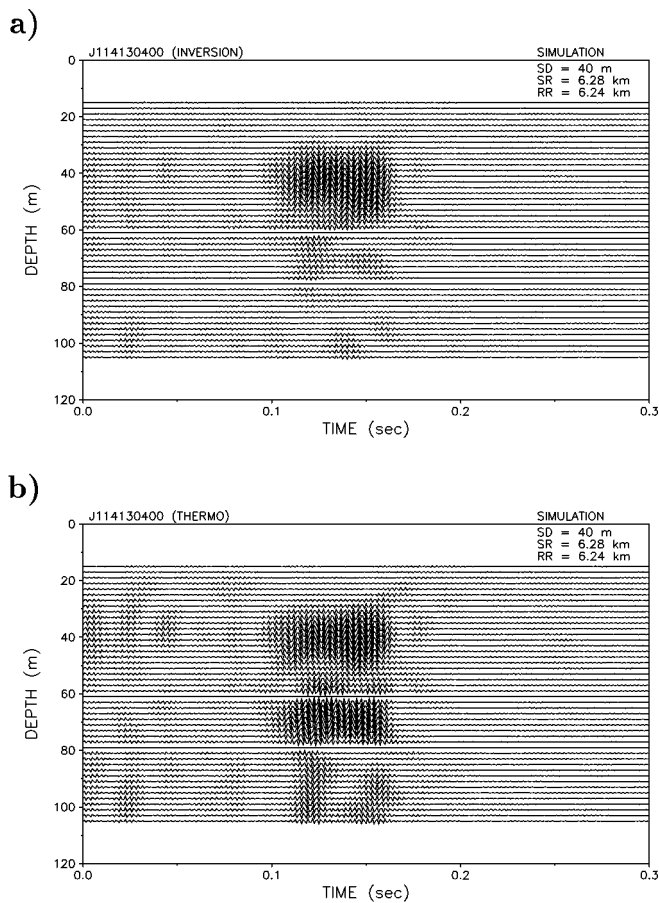 a)
J114130400 (INVERSION)
SIMULATION
SD = 40 m
SR = 6.28 km
RR = 6.24 km
0
20
40
60
80
100
120
DEPTH (m)
0.0
0.1
0.2
0.3
TIME (sec)
b)
J114130400 (THERMO)
SIMULATION
SD = 40 m
SR = 6.28 km
RR = 6.24 km
0
20
40
60
80
100
120
DEPTH (m)
0.0
0.1
0.2
0.3
TIME (sec)